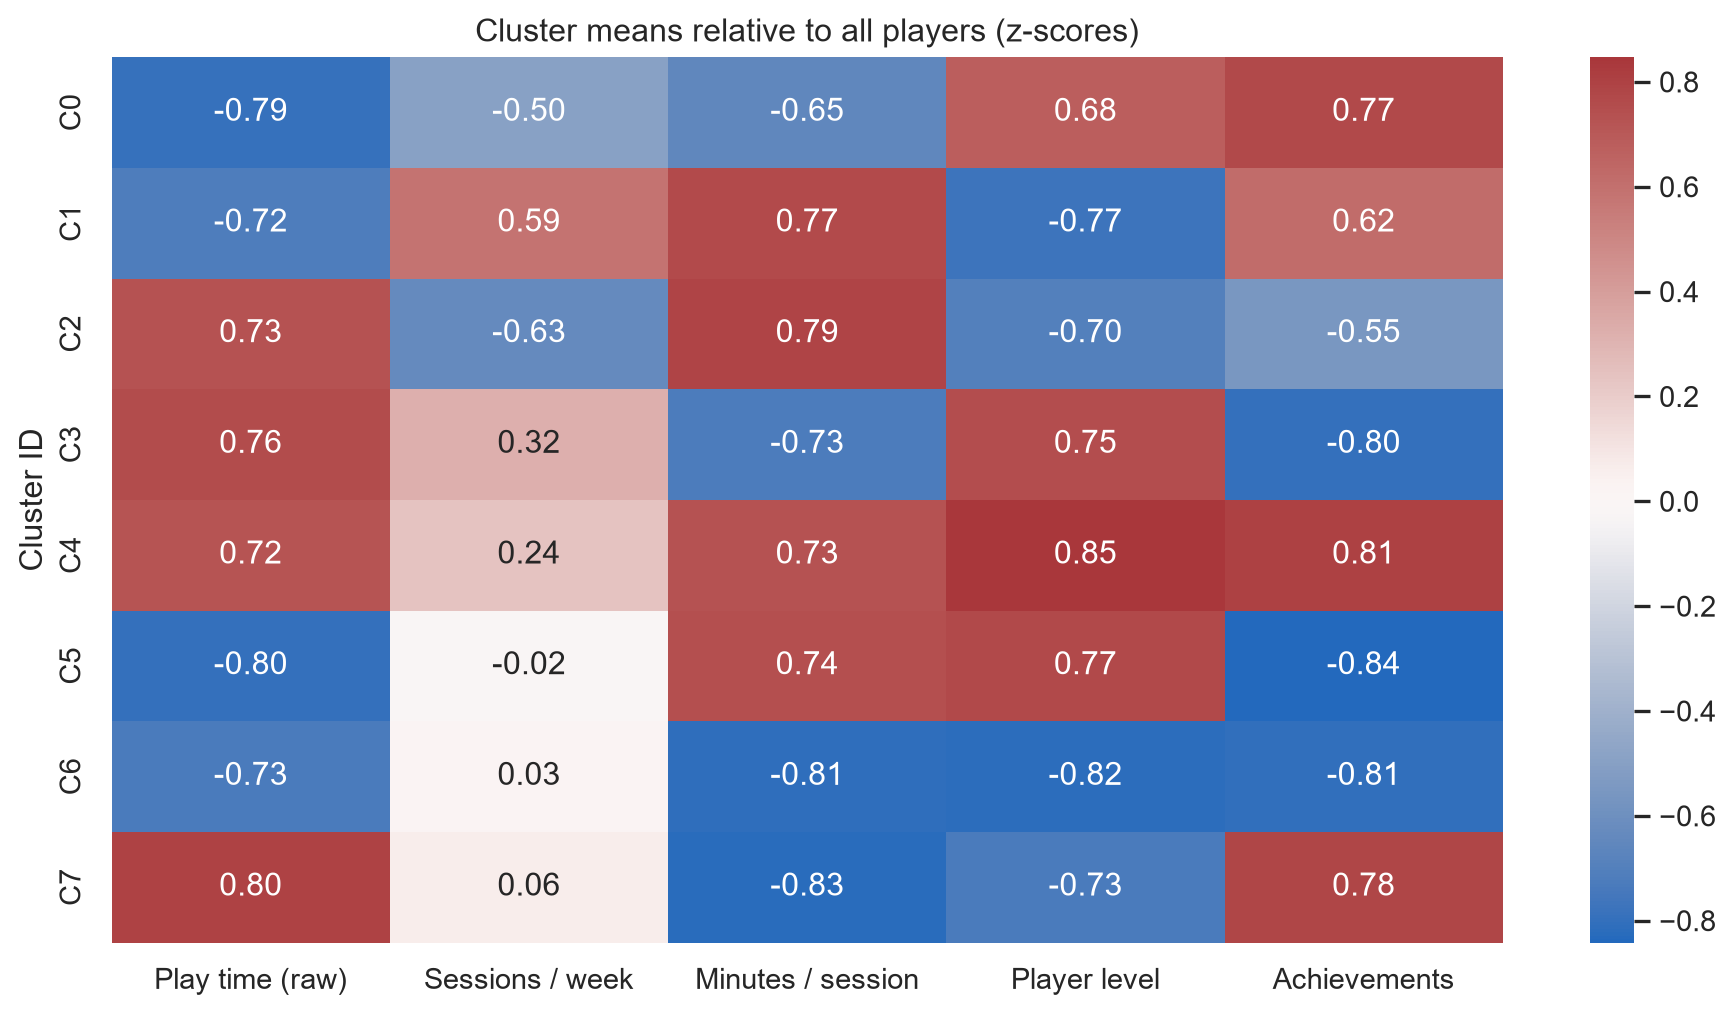 Cluster means relative to all players (z-scores)
Cluster ID
C0 -0.79 -0.50 -0.65 0.68 0.77
C1 -0.72 0.59 0.77 -0.77 0.62
C2 0.73 -0.63 0.79 -0.70 -0.55
C3 0.76 0.32 -0.73 0.75 -0.80
C4 0.72 0.24 0.73 0.85 0.81
C5 -0.80 -0.02 0.74 0.77 -0.84
C6 -0.73 0.03 -0.81 -0.82 -0.81
C7 0.80 0.06 -0.83 -0.73 0.78
Play time (raw) Sessions / week Minutes / session Player level Achievements
0.8
0.6
0.4
0.2
0.0
−0.2
−0.4
−0.6
−0.8